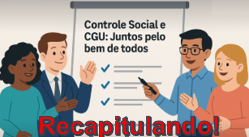 Controle Social e
CGU: Juntos pelo
bem de todos
Recapitulando!